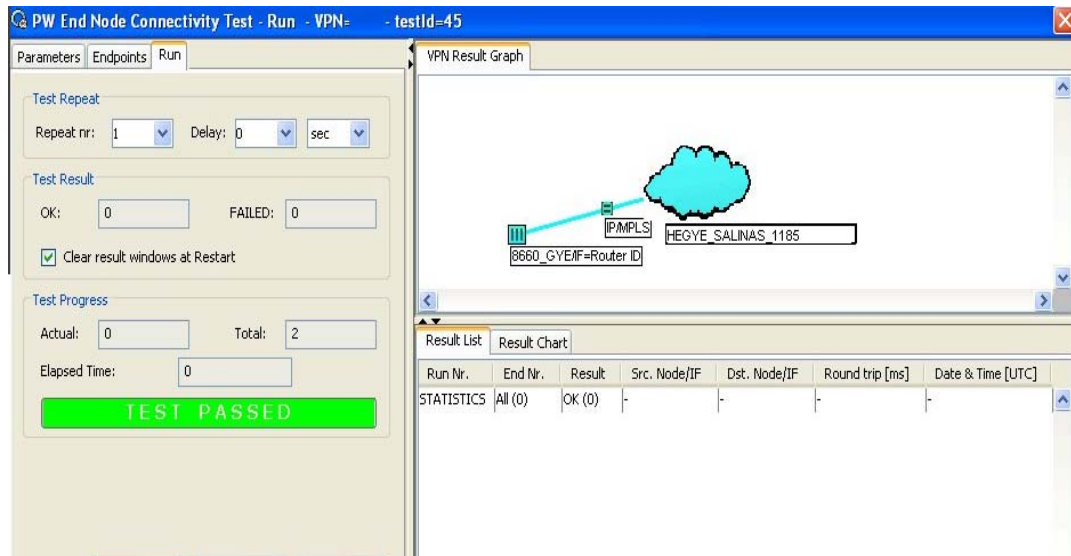 PW End Node Connectivity Test - Run - VPN= - testId=45
Parameters Endpoints Run
Test Repeat
Repeat nr: 1 Delay: 0 sec
Test Result
OK: 0 FAILED: 0
Clear result windows at Restart
Test Progress
Actual: 0 Total: 2
Elapsed Time: 0
TEST PASSED
VPN Result Graph
IP/MPLS
HEGYE_SALINAS_1185
8660_GYE/IF=Router ID
Result List Result Chart
Run Nr. End Nr. Result Src. Node/IF Dst. Node/IF Round trip [ms] Date & Time [UTC]
STATISTICS All (0) OK (0) - - - -